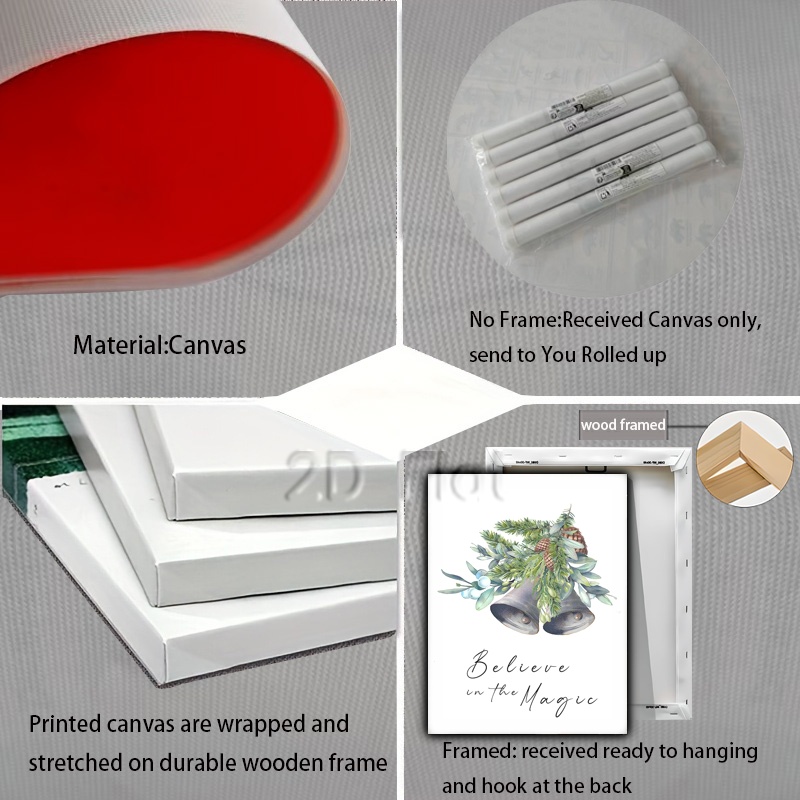 Material:Canvas
No Frame:Received Canvas only,
send to You Rolled up
wood framed
2D Flat
Believe
in the Magic
Printed canvas are wrapped and
stretched on durable wooden frame
Framed: received ready to hanging
and hook at the back